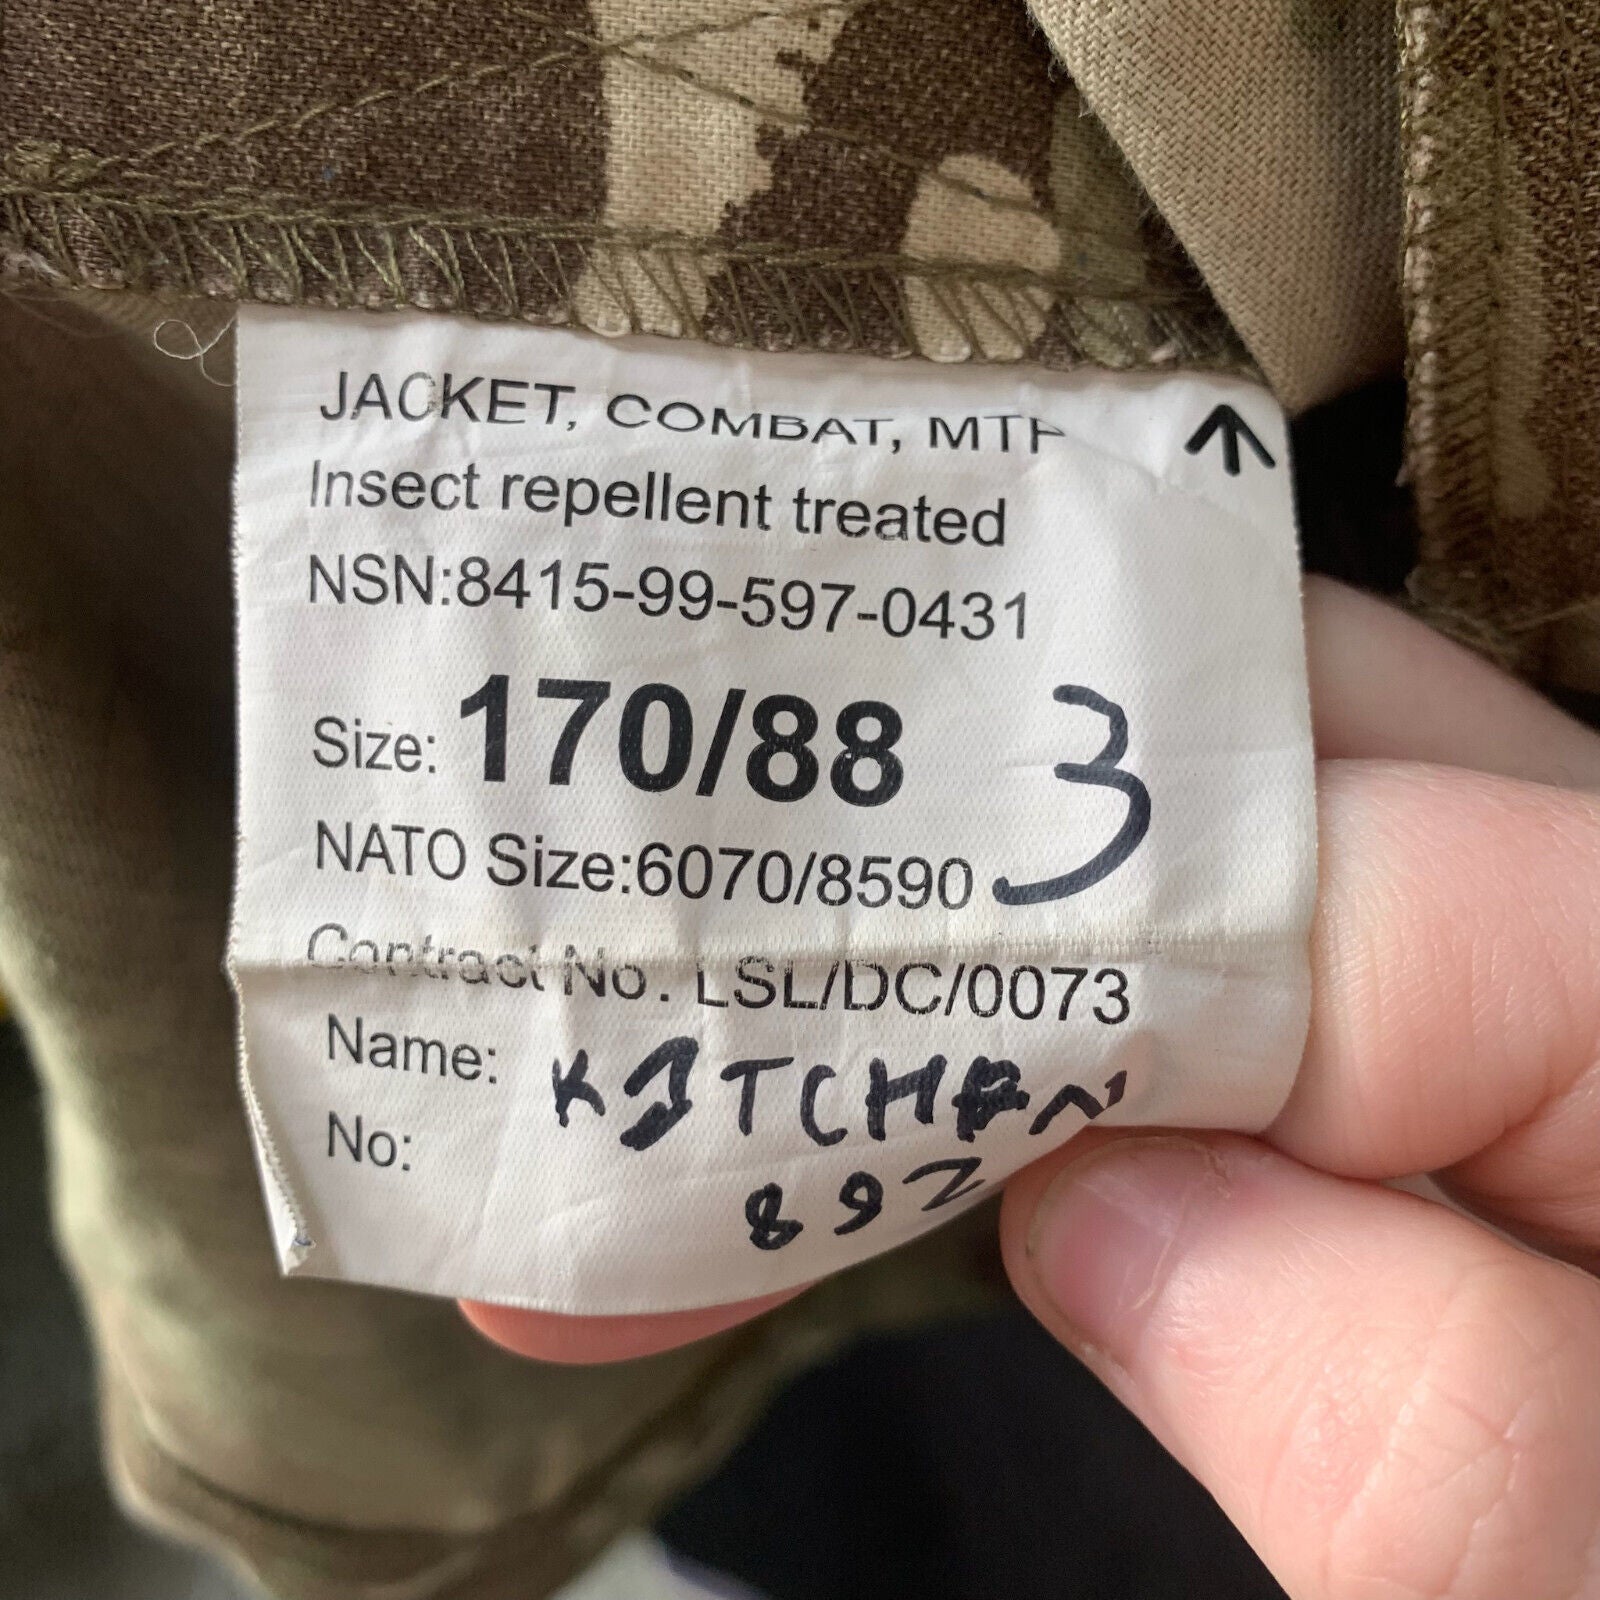 JACKET, COMBAT, MTP
Insect repellent treated
NSN:8415-99-597-0431
Size: 170/88 3
NATO Size:6070/8590
Contract No. LSL/DC/0073
Name: KITCHEN
No: 892